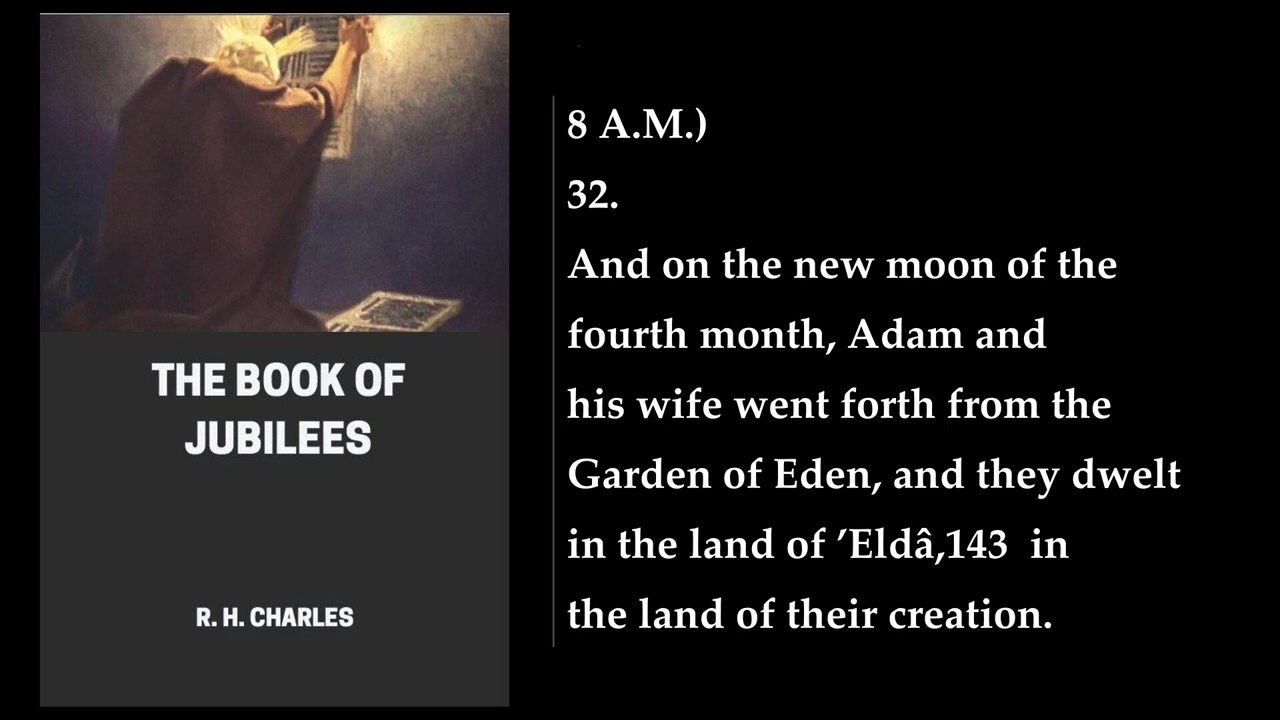 THE BOOK OF
JUBILEES
R. H. CHARLES
8 A.M.)
32.
And on the new moon of the
fourth month, Adam and
his wife went forth from the
Garden of Eden, and they dwelt
in the land of ’Eldâ,143  in
the land of their creation.